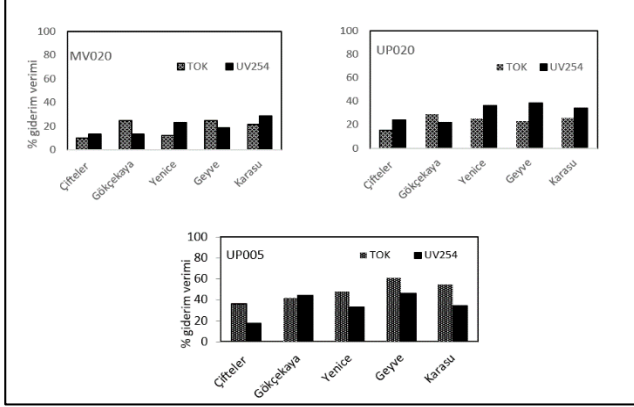 MV020
TOK UV254
% giderim verimi
100
80
60
40
20
0
Çifteler
Gökçekaya
Yenice
Geyve
Karasu
UP020
TOK UV254
100
80
60
40
20
0
Çifteler
Gökçekaya
Yenice
Geyve
Karasu
UP005
TOK UV254
% giderim verimi
100
80
60
40
20
0
Çifteler
Gökçekaya
Yenice
Geyve
Karasu